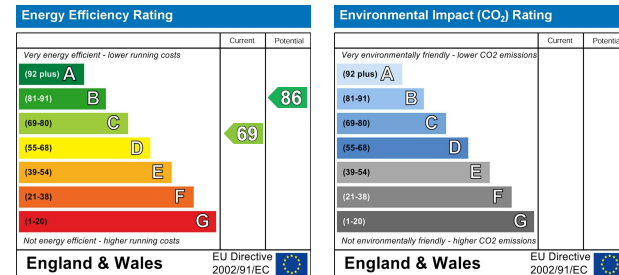 Energy Efficiency Rating
Current Potential
Very energy efficient - lower running costs
(92 plus) A
(81-91) B
86
(69-80) C
69
(55-68) D
(39-54) E
(21-38) F
(1-20) G
Not energy efficient - higher running costs
England & Wales
EU Directive
2002/91/EC
Environmental Impact (CO₂) Rating
Current Potentia
Very environmentally friendly - lower CO2 emissions
(92 plus) A
(81-91) B
(69-80) C
(55-68) D
(39-54) E
(21-38) F
(1-20) G
Not environmentally friendly - higher CO2 emissions
England & Wales
EU Directive
2002/91/EC